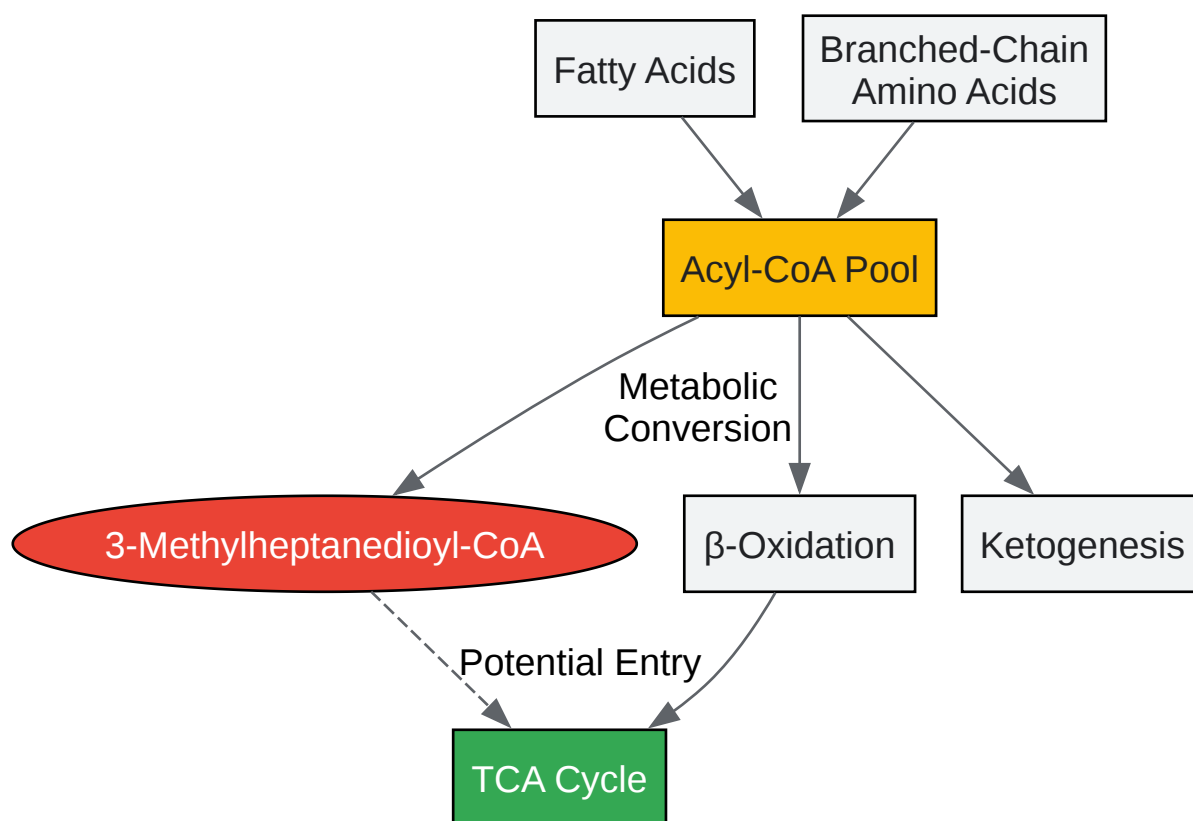 Fatty Acids
Branched-Chain
Amino Acids
Acyl-CoA Pool
Metabolic
Conversion
3-Methylheptanedioyl-CoA
β-Oxidation
Ketogenesis
Potential Entry
TCA Cycle